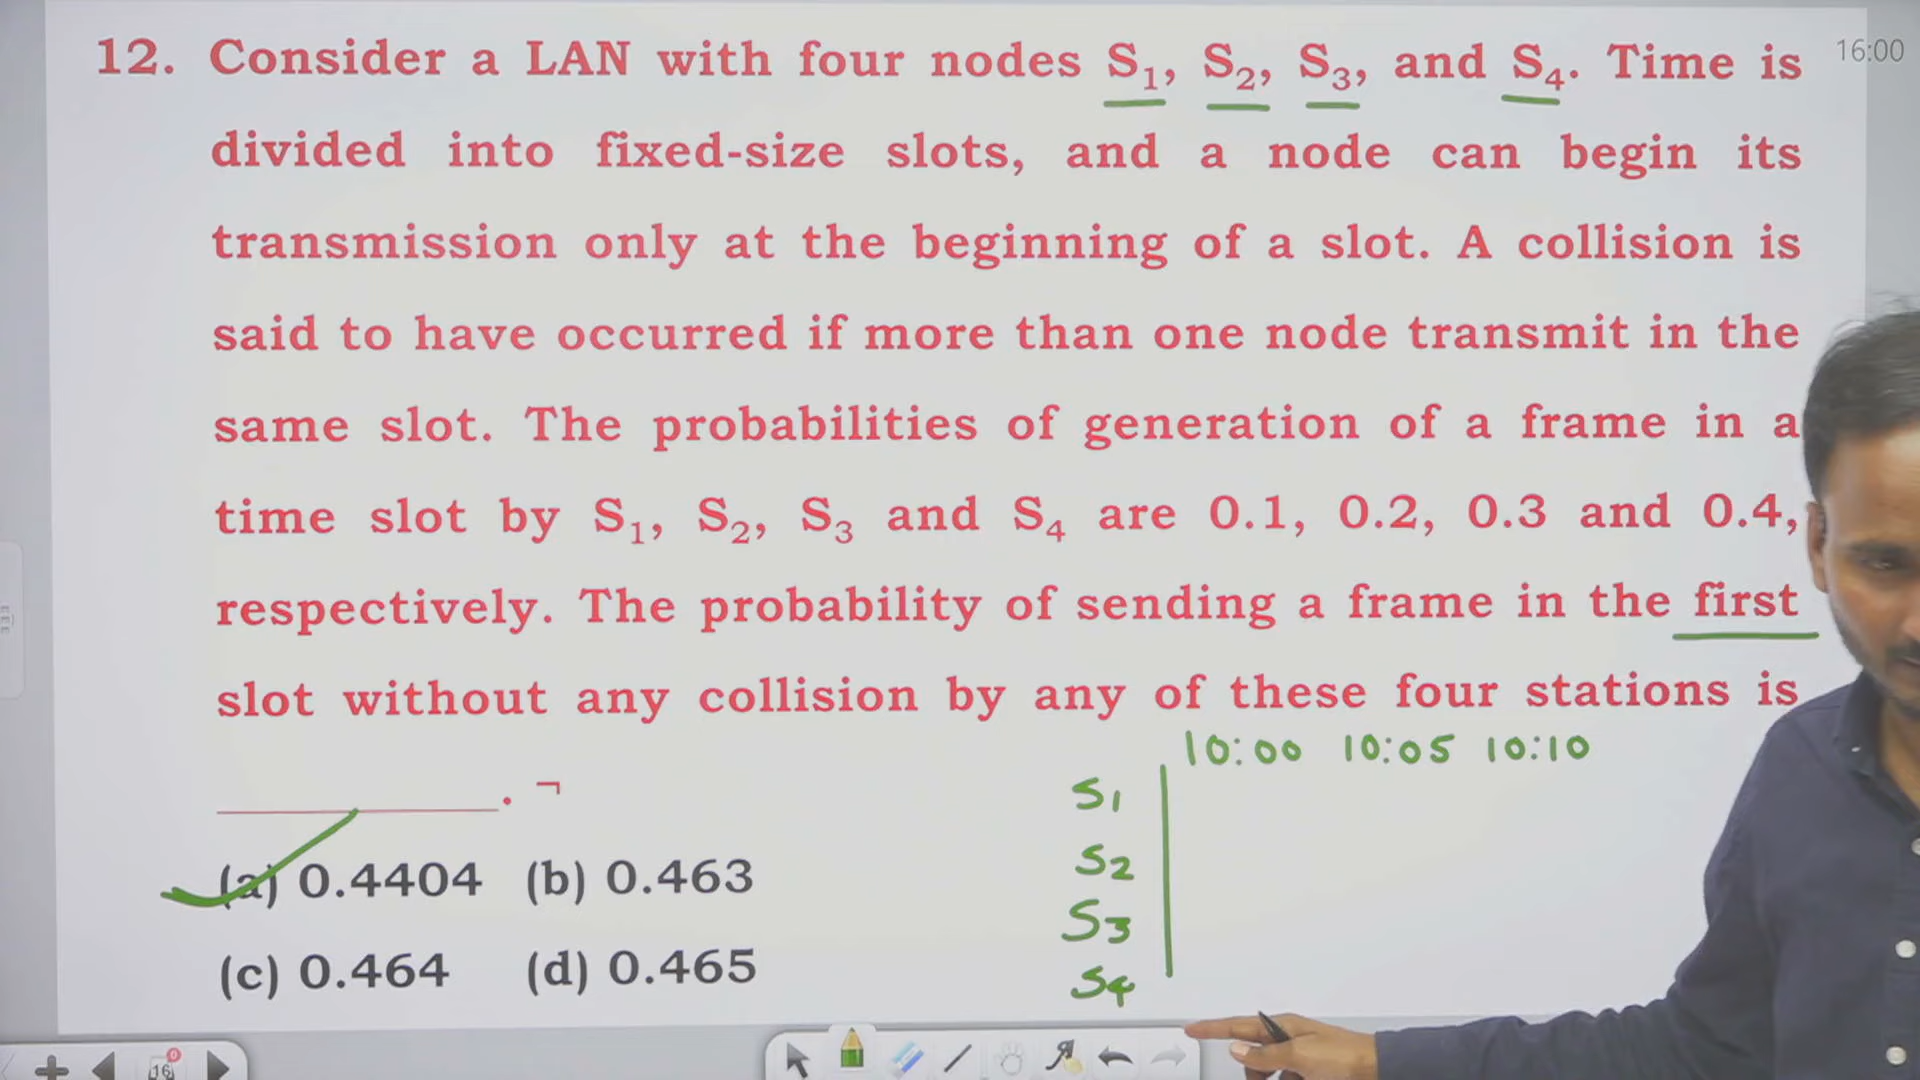 12. Consider a LAN with four nodes S₁, S₂, S₃, and S₄. Time is
16:00
divided into fixed-size slots, and a node can begin its
transmission only at the beginning of a slot. A collision is
said to have occurred if more than one node transmit in the
same slot. The probabilities of generation of a frame in a
time slot by S₁, S₂, S₃ and S₄ are 0.1, 0.2, 0.3 and 0.4,
respectively. The probability of sending a frame in the first
slot without any collision by any of these four stations is
__________. ¬
10:00 10:05 10:10
S1
S2
S3
S4
(a) 0.4404 (b) 0.463
(c) 0.464 (d) 0.465
16
0